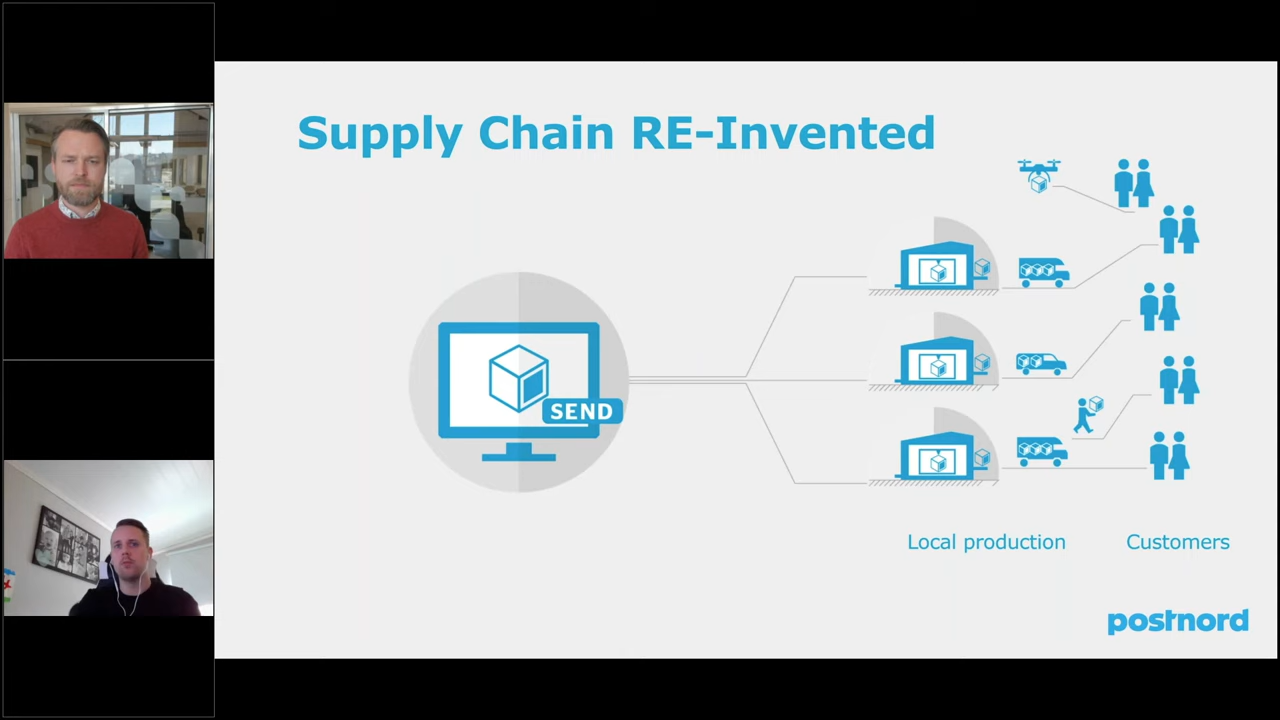 Supply Chain RE-Invented
SEND
Local production
Customers
postnord